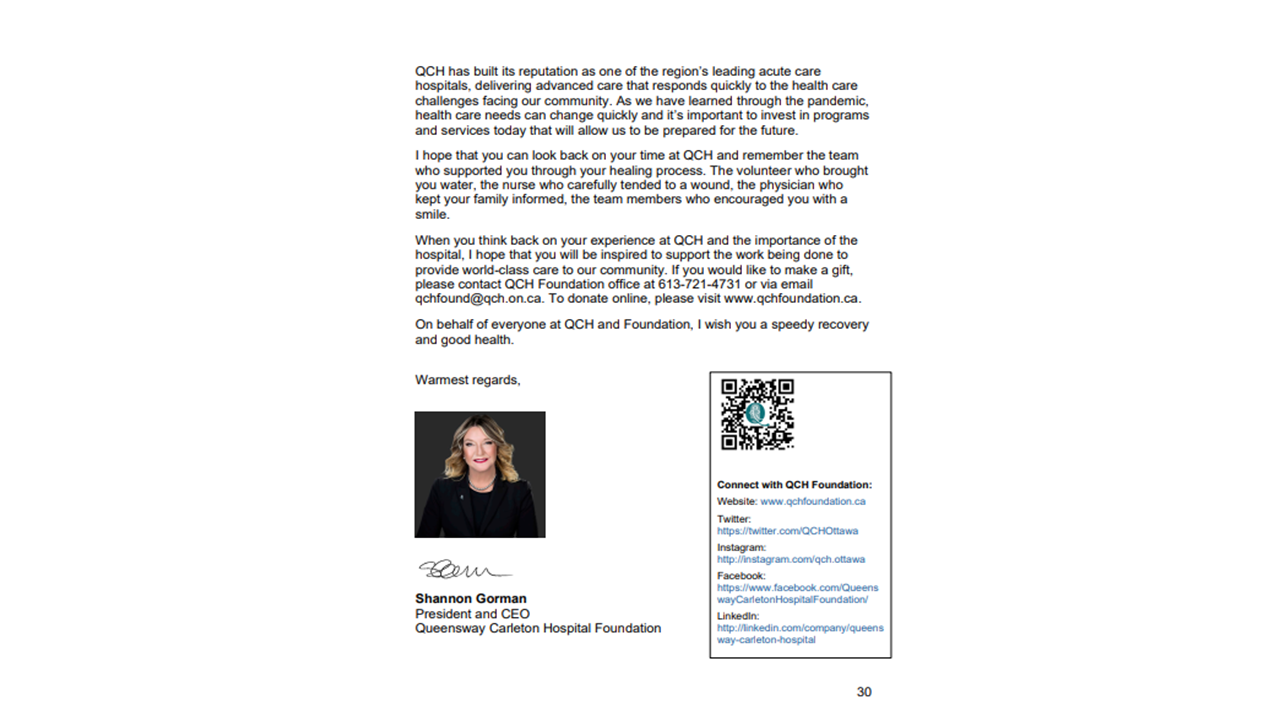 QCH has built its reputation as one of the region's leading acute care
hospitals, delivering advanced care that responds quickly to the health care
challenges facing our community. As we have learned through the pandemic,
health care needs can change quickly and it's important to invest in programs
and services today that will allow us to be prepared for the future.
I hope that you can look back on your time at QCH and remember the team
who supported you through your healing process. The volunteer who brought
you water, the nurse who carefully tended to a wound, the physician who
kept your family informed, the team members who encouraged you with a
smile.
When you think back on your experience at QCH and the importance of the
hospital, I hope that you will be inspired to support the work being done to
provide world-class care to our community. If you would like to make a gift,
please contact QCH Foundation office at 613-721-4731 or via email
qchfound@qch.on.ca. To donate online, please visit www.qchfoundation.ca.
On behalf of everyone at QCH and Foundation, I wish you a speedy recovery
and good health.
Warmest regards,
Shannon Gorman
President and CEO
Queensway Carleton Hospital Foundation
Connect with QCH Foundation:
Website: www.qchfoundation.ca
Twitter:
https://twitter.com/QCHOttawa
Instagram:
http://instagram.com/qch.ottawa
Facebook:
https://www.facebook.com/Queens
wayCarletonHospitalFoundation/
LinkedIn:
http://linkedin.com/company/queens
way-carleton-hospital
30